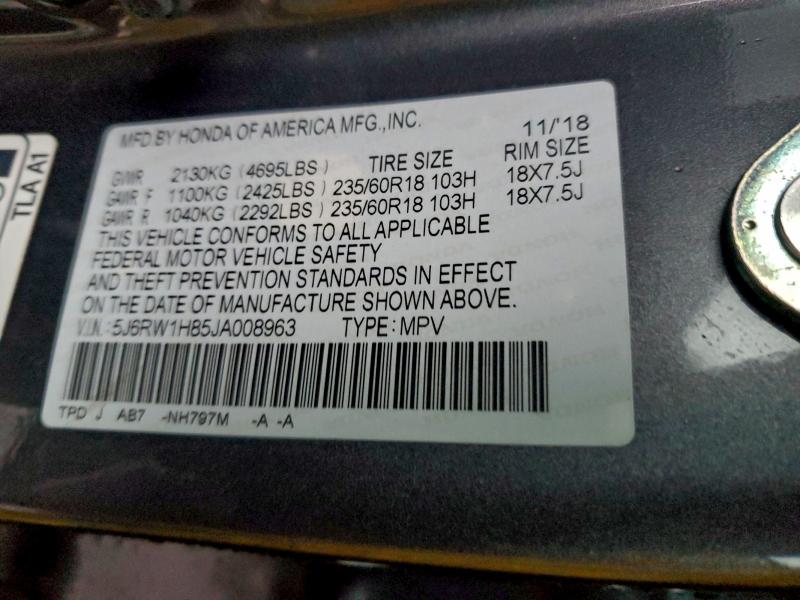 MFD.BY HONDA OF AMERICA MFG.,INC. 11/'18
GVWR 2130KG (4695LBS) TIRE SIZE RIM SIZE
GAWR F 1100KG (2425LBS) 235/60R18 103H 18X7.5J
GAWR R 1040KG (2292LBS) 235/60R18 103H 18X7.5J
THIS VEHICLE CONFORMS TO ALL APPLICABLE
FEDERAL MOTOR VEHICLE SAFETY
AND THEFT PREVENTION STANDARDS IN EFFECT
ON THE DATE OF MANUFACTURE SHOWN ABOVE.
V.I.N.: 5J6RW1H85JA008963 TYPE: MPV
TPD J AB7 -NH797M -A -A
TLA A1